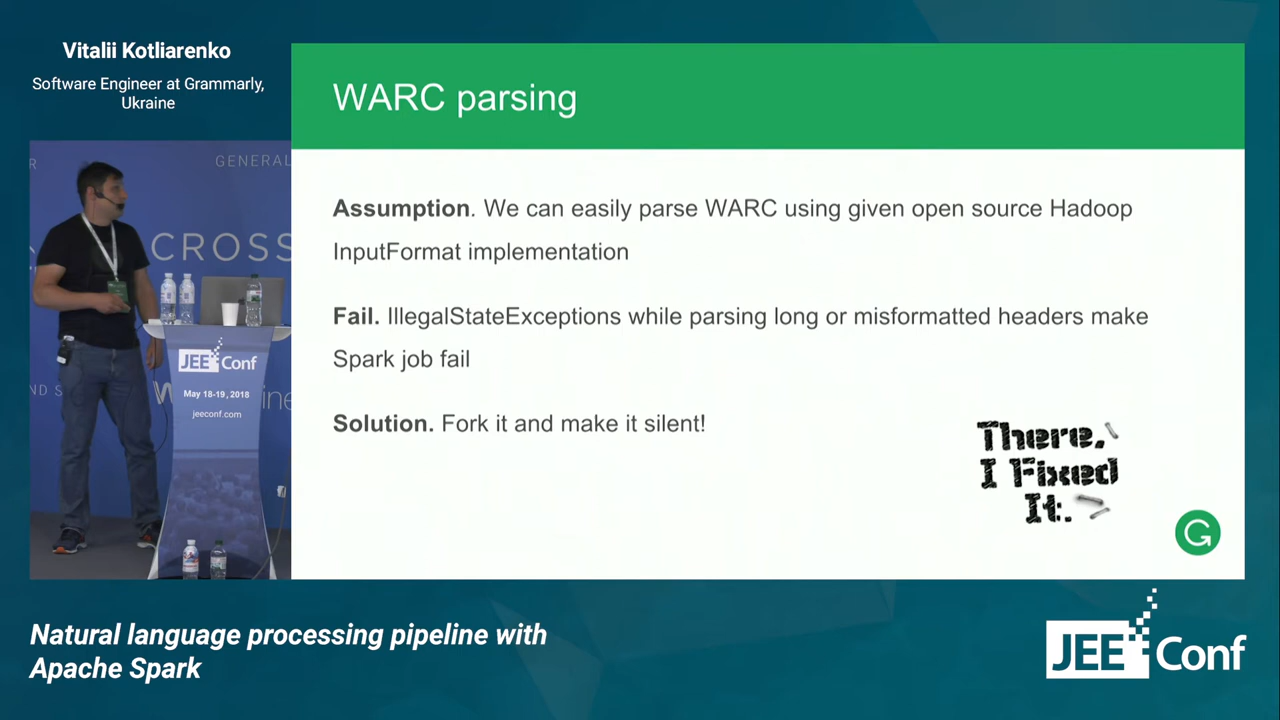 Vitalii Kotliarenko
Software Engineer at Grammarly,
Ukraine
WARC parsing
Assumption. We can easily parse WARC using given open source Hadoop
InputFormat implementation
Fail. IllegalStateExceptions while parsing long or misformatted headers make
Spark job fail
Solution. Fork it and make it silent!
There,
I Fixed
It.
GENERAL
CROSS
JEE Conf
May 18-19, 2018
jeeconf.com
Natural language processing pipeline with
Apache Spark
JEE Conf